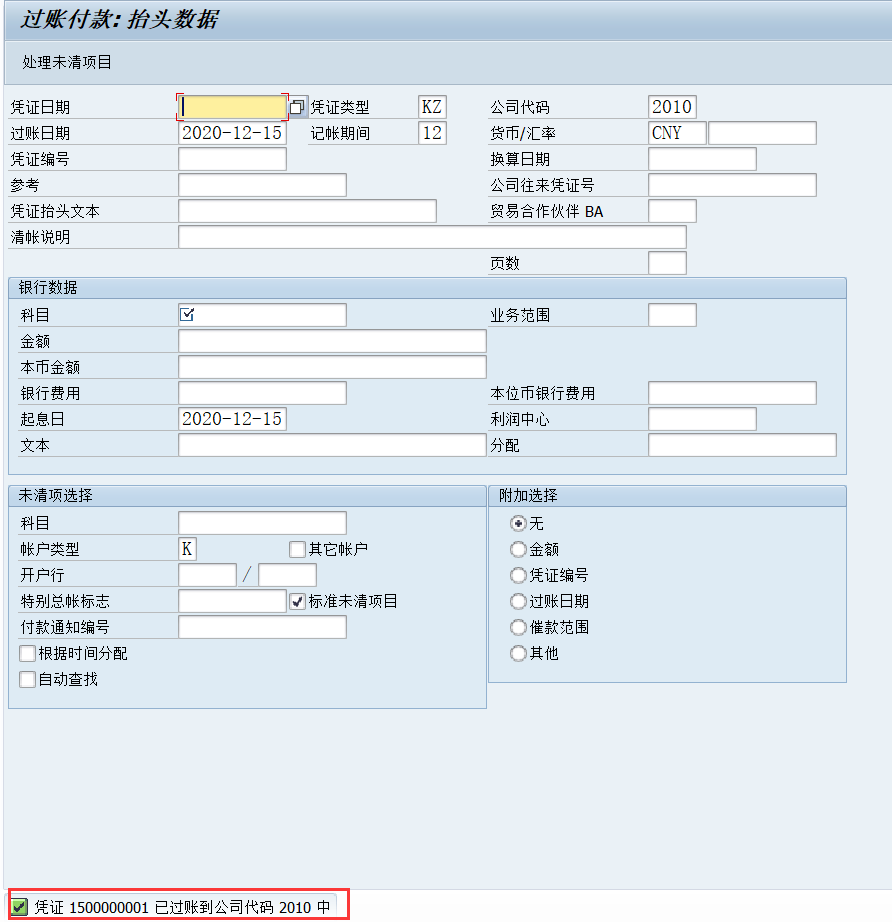 过账付款: 抬头数据
处理未清项目
凭证日期 凭证类型 KZ 公司代码 2010
过账日期 2020-12-15 记帐期间 12 货币/汇率 CNY
凭证编号 换算日期
参考 公司往来凭证号
凭证抬头文本 贸易合作伙伴 BA
清帐说明
页数
银行数据
科目 业务范围
金额
本币金额
银行费用 本位币银行费用
起息日 2020-12-15 利润中心
文本 分配
未清项选择 附加选择
科目 无
帐户类型 K 其它帐户 金额
开户行 / 凭证编号
特别总帐标志 标准未清项目 过账日期
付款通知编号 催款范围
根据时间分配 其他
自动查找
凭证 1500000001 已过账到公司代码 2010 中